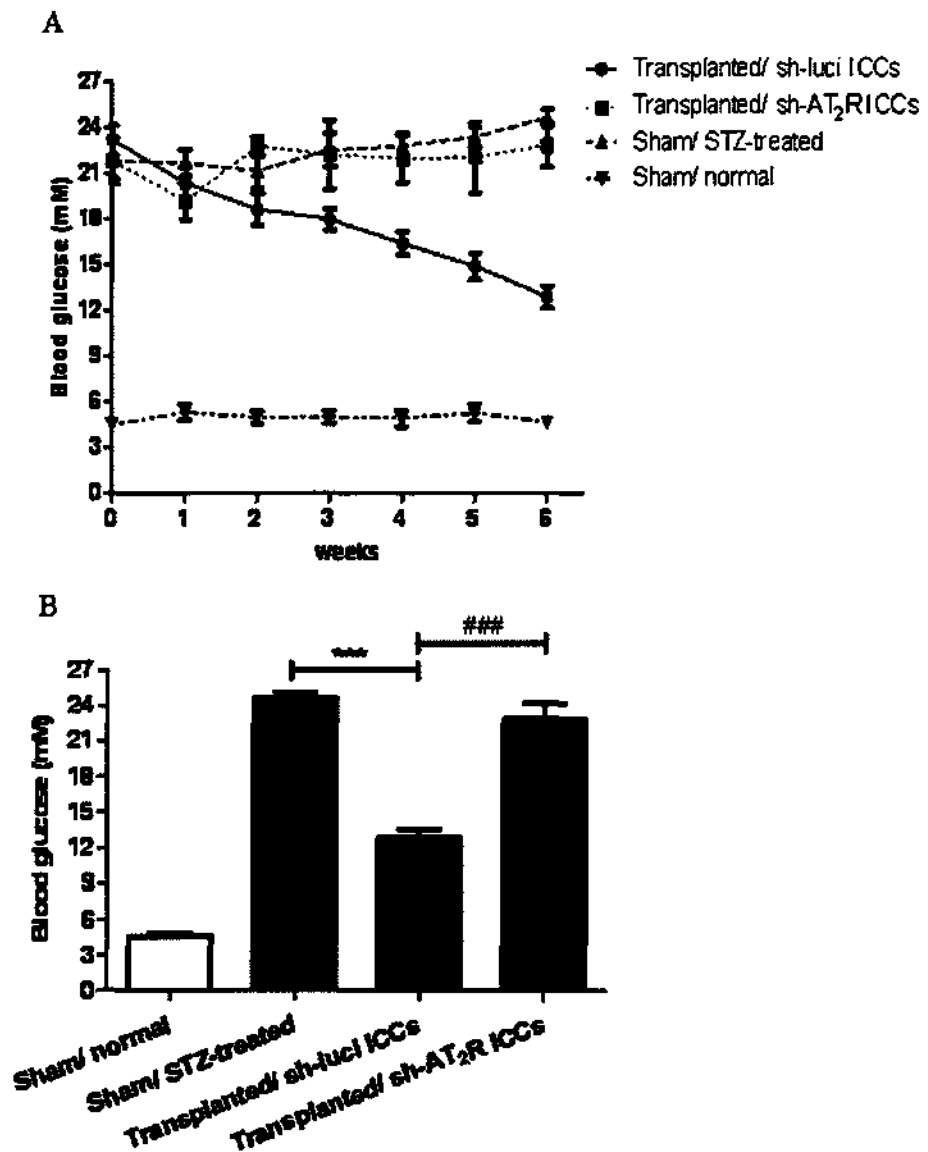 A
Transplanted/ sh-luci ICCs
Transplanted/ sh-AT₂R ICCs
Sham/ STZ-treated
Sham/ normal
27
24
21
18
15
12
9
6
3
0
Blood glucose (mM)
0 1 2 3 4 5 6
weeks
B
###
***
27
24
21
18
15
12
9
6
3
0
Blood glucose (mM)
Sham/ normal
Sham/ STZ-treated
Transplanted/ sh-luci ICCs
Transplanted/ sh-AT₂R ICCs